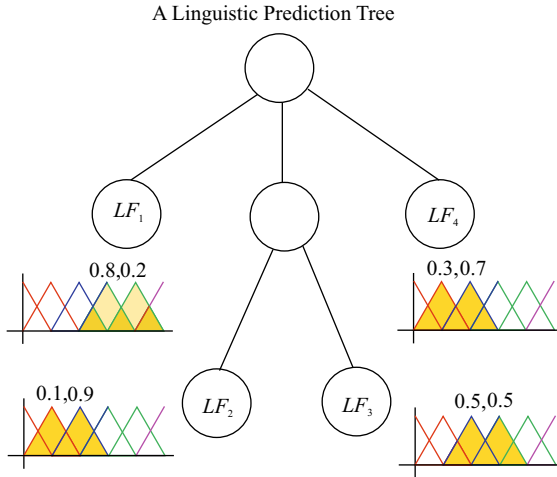 A Linguistic Prediction Tree
LF₁
LF₄
0.8,0.2
0.3,0.7
0.1,0.9
LF₂
LF₃
0.5,0.5